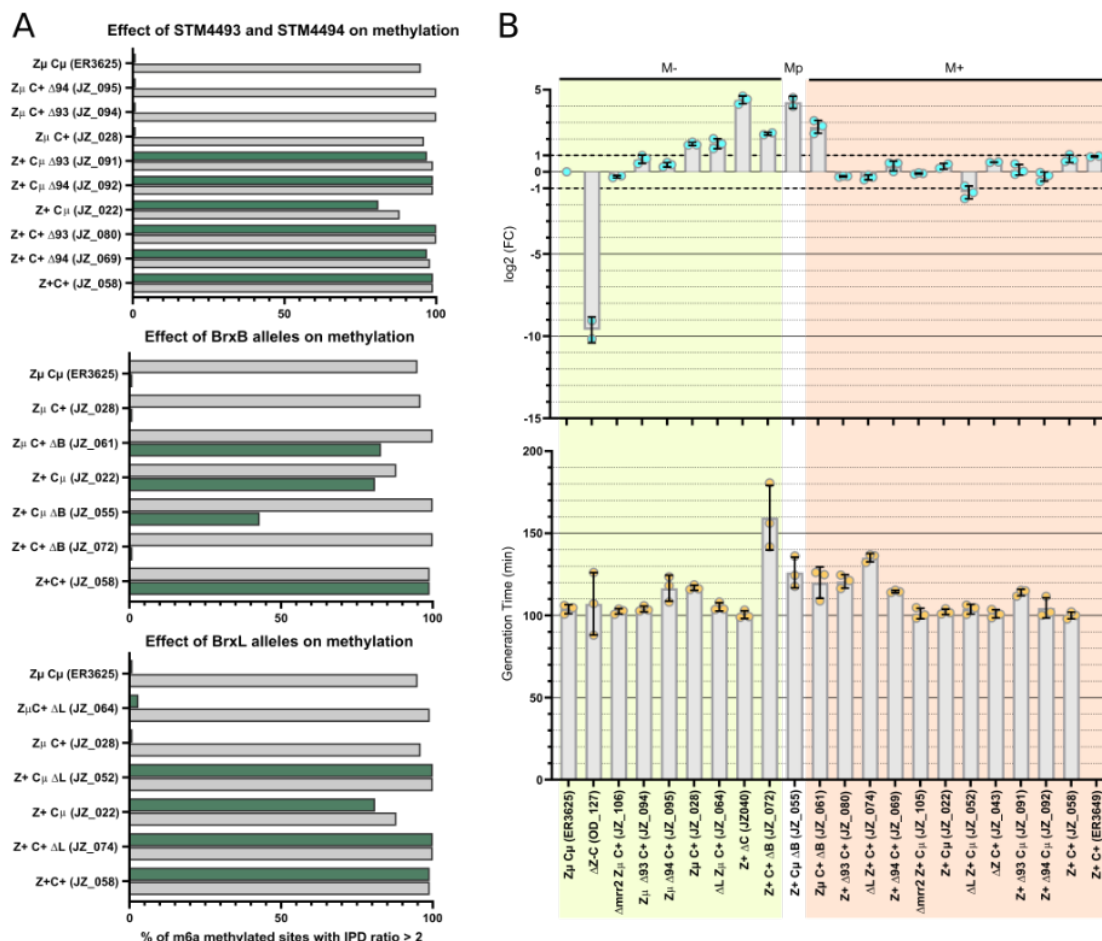 A
Effect of STM4493 and STM4494 on methylation
Zµ Cµ (ER3625)
Zµ C+ Δ94 (JZ_095)
Zµ C+ Δ93 (JZ_094)
Zµ C+ (JZ_028)
Z+ Cµ Δ93 (JZ_091)
Z+ Cµ Δ94 (JZ_092)
Z+ Cµ (JZ_022)
Z+ C+ Δ93 (JZ_080)
Z+ C+ Δ94 (JZ_069)
Z+C+ (JZ_058)
0 50 100
Effect of BrxB alleles on methylation
Zµ Cµ (ER3625)
Zµ C+ (JZ_028)
Zµ C+ ΔB (JZ_061)
Z+ Cµ (JZ_022)
Z+ Cµ ΔB (JZ_055)
Z+ C+ ΔB (JZ_072)
Z+C+ (JZ_058)
0 50 100
Effect of BrxL alleles on methylation
Zµ Cµ (ER3625)
ZµC+ ΔL (JZ_064)
Zµ C+ (JZ_028)
Z+ Cµ ΔL (JZ_052)
Z+ Cµ (JZ_022)
Z+ C+ ΔL (JZ_074)
Z+C+ (JZ_058)
0 50 100
% of m6a methylated sites with IPD ratio > 2
B
M- Mp M+
log2 (FC)
5
1
0
-1
-5
-10
-15
Generation Time (min)
200
150
100
50
0
Zµ Cµ (ER3625)
ΔZ-C (OD_127)
Δmrr2 Zµ C+ (JZ_106)
Zµ Δ93 C+ (JZ_094)
Zµ Δ94 C+ (JZ_095)
Zµ C+ (JZ_028)
ΔL Zµ C+ (JZ_064)
Z+ ΔC (JZ040)
Z+ C+ ΔB (JZ_072)
Z+ Cµ ΔB (JZ_055)
Zµ C+ ΔB (JZ_061)
Z+ Δ93 C+ (JZ_080)
ΔL Z+ C+ (JZ_074)
Z+ Δ94 C+ (JZ_069)
Δmrr2 Z+ Cµ (JZ_105)
Z+ Cµ (JZ_022)
ΔL Z+ Cµ (JZ_052)
ΔZ C+ (JZ_043)
Z+ Δ93 Cµ (JZ_091)
Z+ Δ94 Cµ (JZ_092)
Z+ C+ (JZ_058)
Z+ C+ (ER3649)